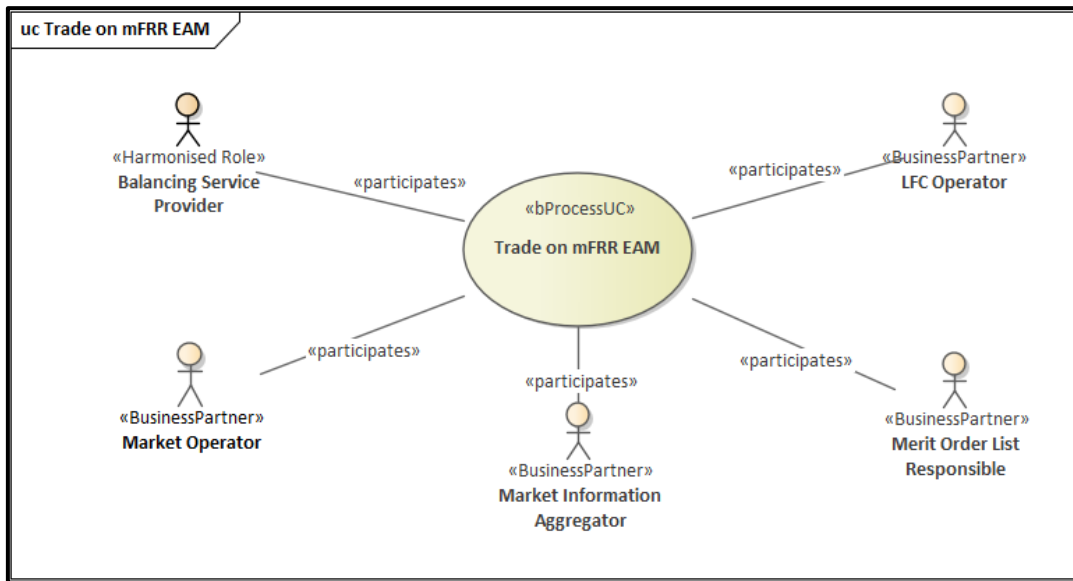 uc Trade on mFRR EAM
«Harmonised Role»
Balancing Service
Provider
«participates»
«BusinessPartner»
LFC Operator
«participates»
«bProcessUC»
Trade on mFRR EAM
«BusinessPartner»
Market Operator
«participates»
«participates»
«BusinessPartner»
Market Information
Aggregator
«participates»
«BusinessPartner»
Merit Order List
Responsible